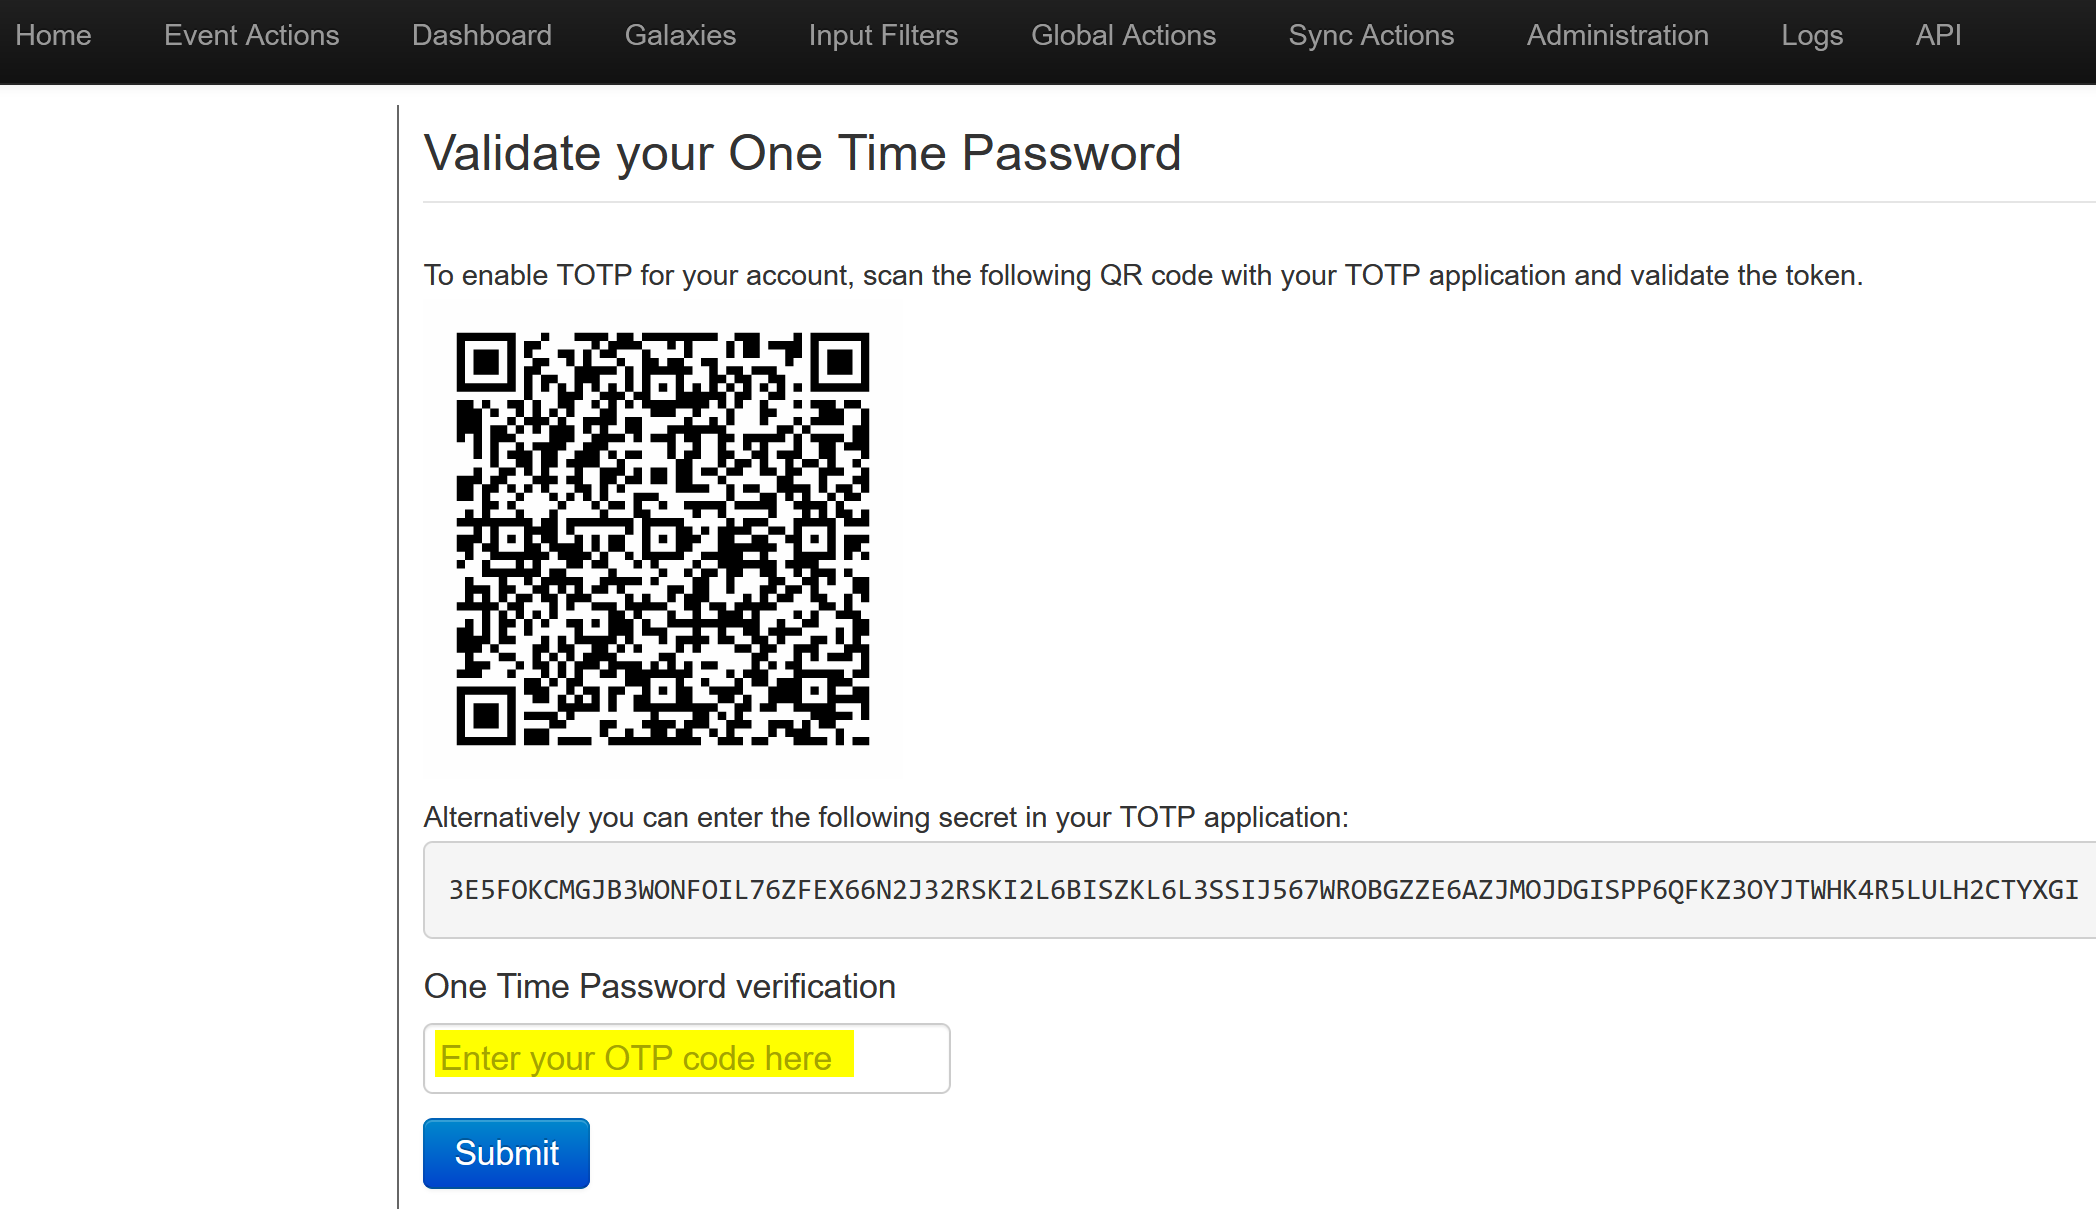 Home Event Actions Dashboard Galaxies Input Filters Global Actions Sync Actions Administration Logs API
Validate your One Time Password
To enable TOTP for your account, scan the following QR code with your TOTP application and validate the token.
Alternatively you can enter the following secret in your TOTP application:
3E5FOKCMGJB3WONFOIL76ZFEX66N2J32RSKI2L6BISZKL6L3SSIJ567WROBGZZE6AZJMOJDGISPP6QFKZ3OYJTWHK4R5LULH2CTYXGI
One Time Password verification
Enter your OTP code here
Submit